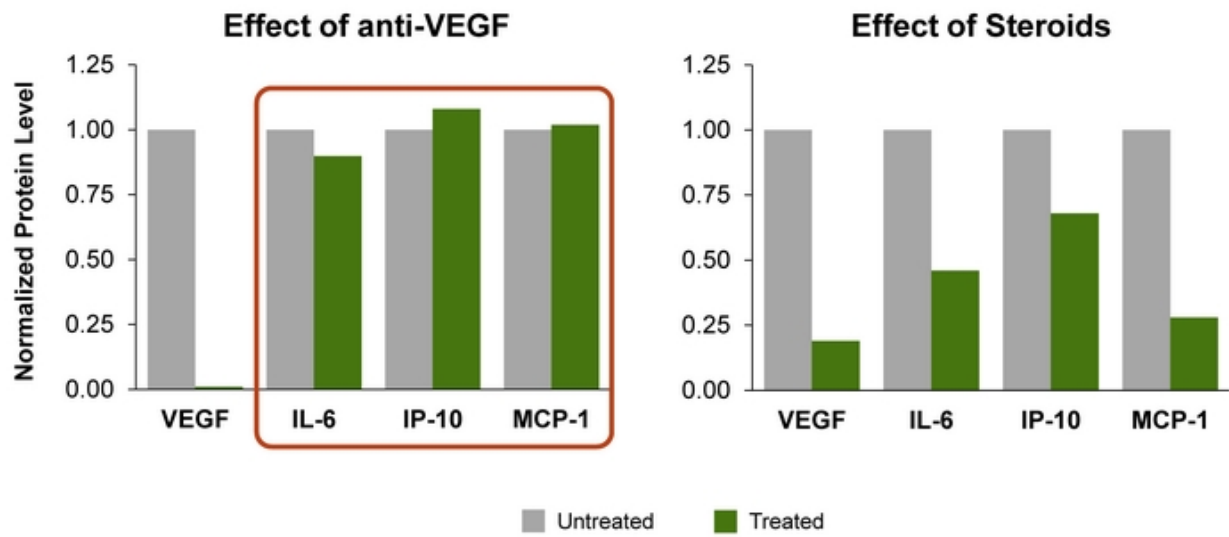 Effect of anti-VEGF
Normalized Protein Level
1.25
1.00
0.75
0.50
0.25
0.00
VEGF IL-6 IP-10 MCP-1
Effect of Steroids
1.25
1.00
0.75
0.50
0.25
0.00
VEGF IL-6 IP-10 MCP-1
Untreated Treated